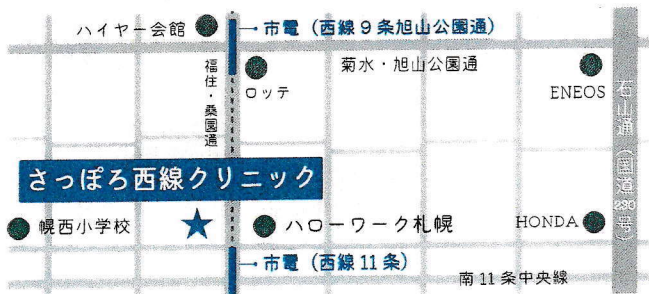 ハイヤー会館
市電（西線9条旭山公園通）
福住・桑園通
ロッテ
菊水・旭山公園通
ENEOS
石山通（国道230号）
さっぽろ西線クリニック
幌西小学校
ハローワーク札幌
HONDA
市電（西線11条）
南11条中央線